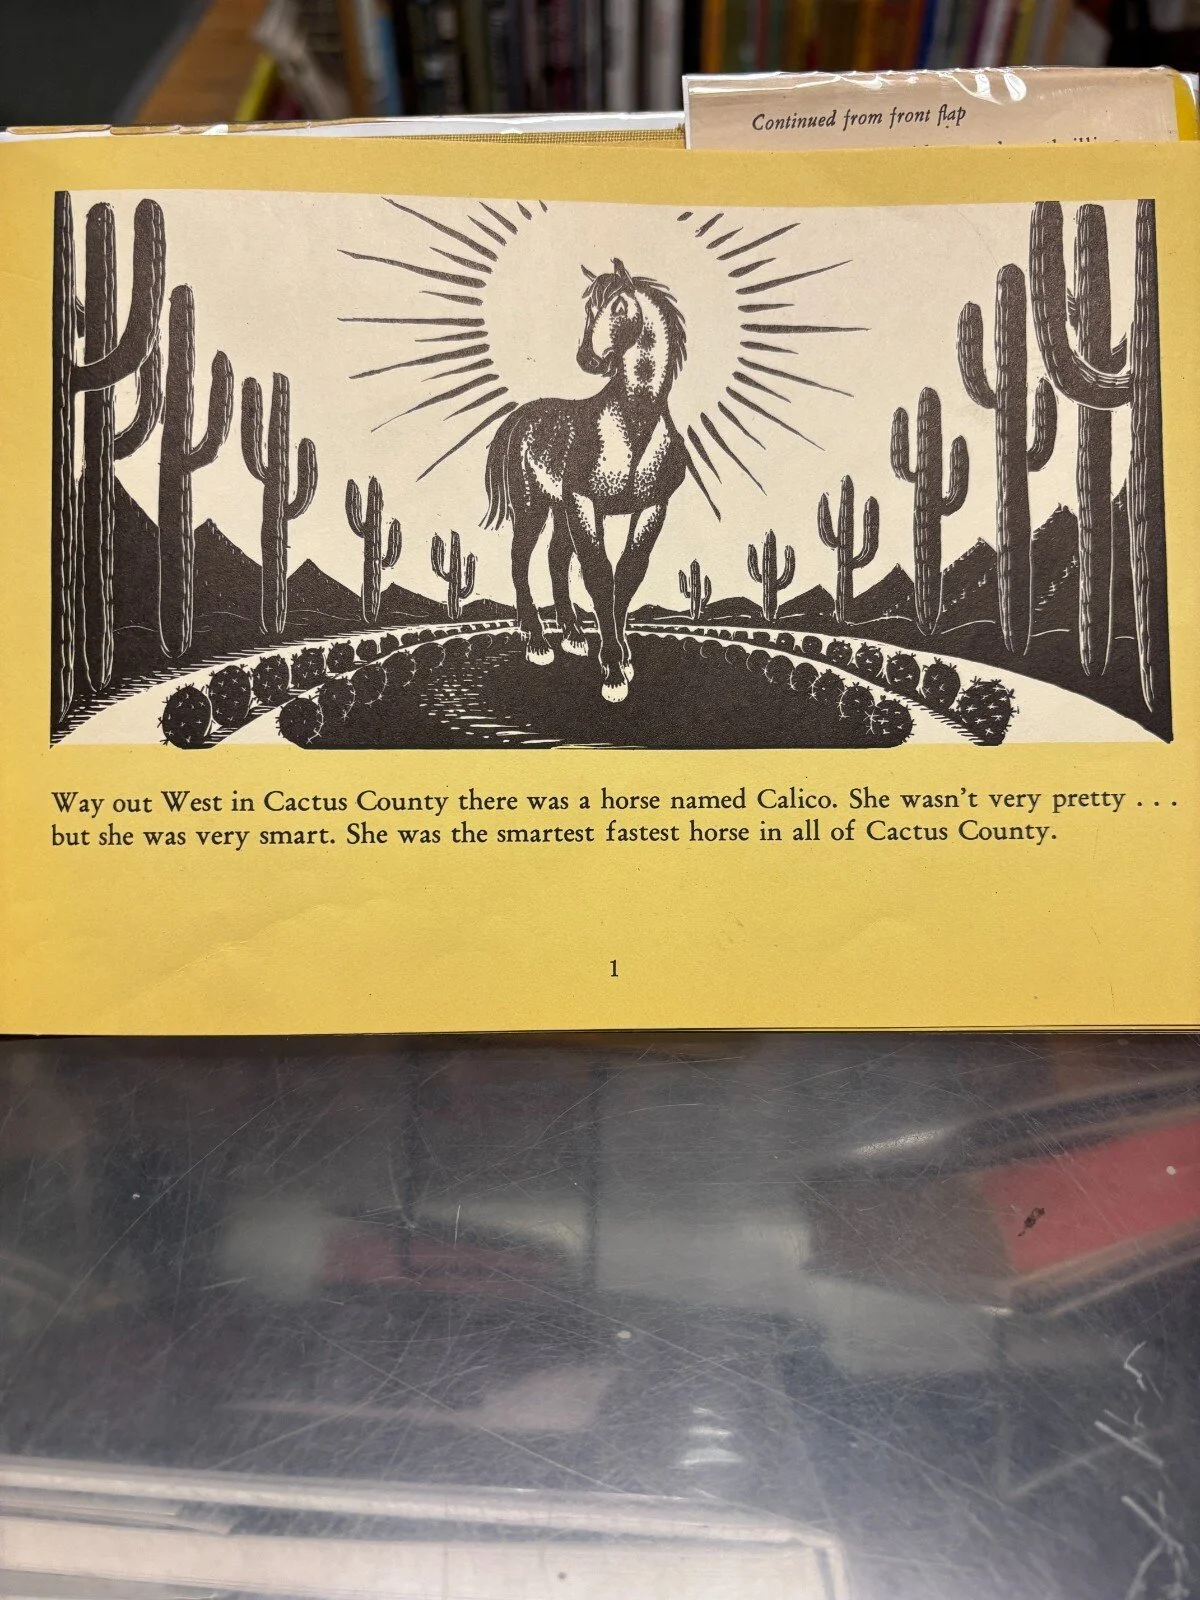 Continued from front flap
Way out West in Cactus County there was a horse named Calico. She wasn't very pretty . . .
but she was very smart. She was the smartest fastest horse in all of Cactus County.
1